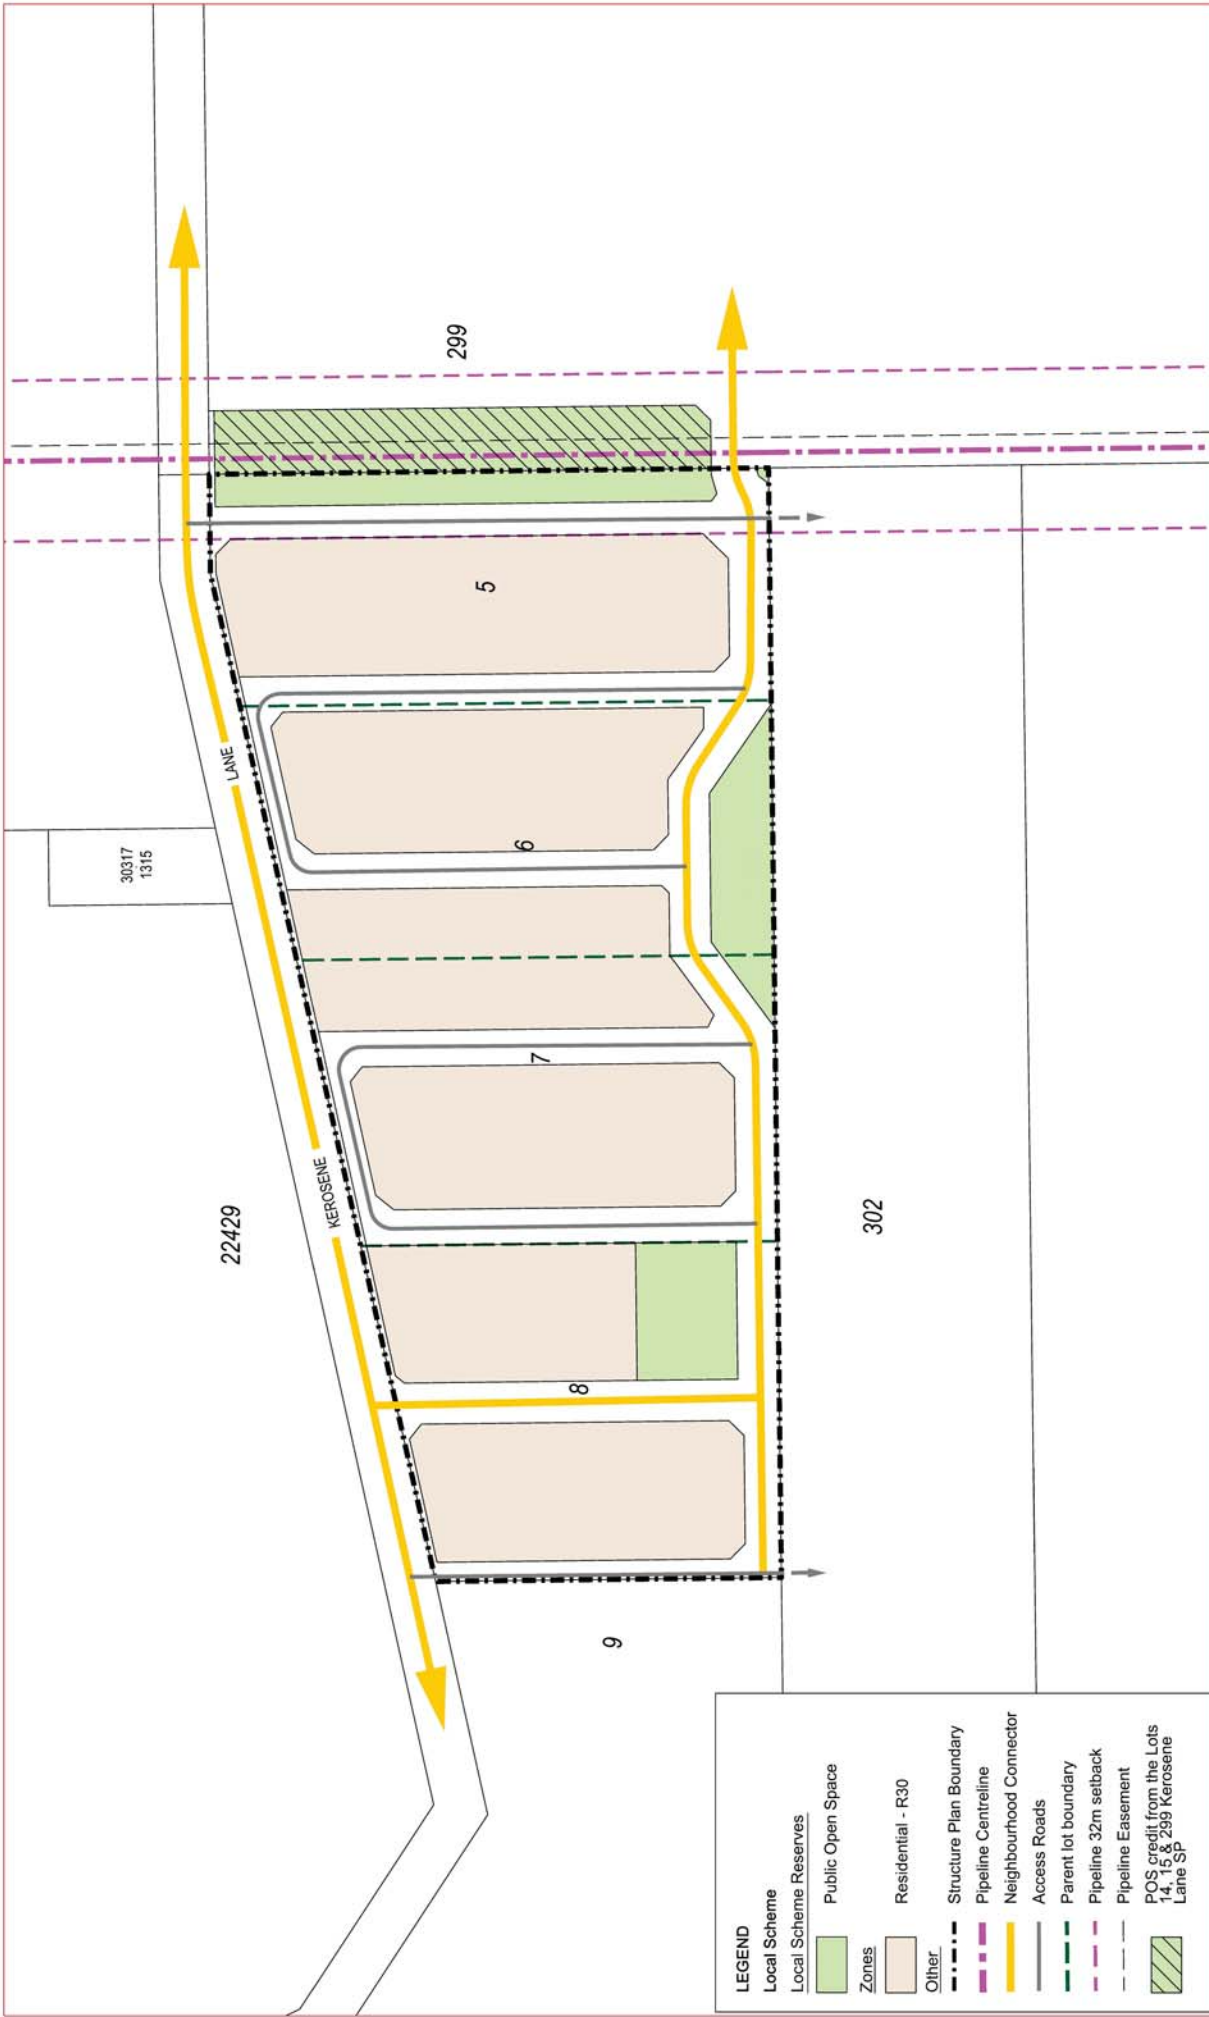 299
5
LANE
6
30317
1315
7
KEROSENE
22429
302
8
9
LEGEND
Local Scheme
Local Scheme Reserves
Public Open Space
Zones
Residential - R30
Other
Structure Plan Boundary
Pipeline Centreline
Neighbourhood Connector
Access Roads
Parent lot boundary
Pipeline 32m setback
Pipeline Easement
POS credit from the Lots
14, 15 & 299 Kerosene
Lane SP